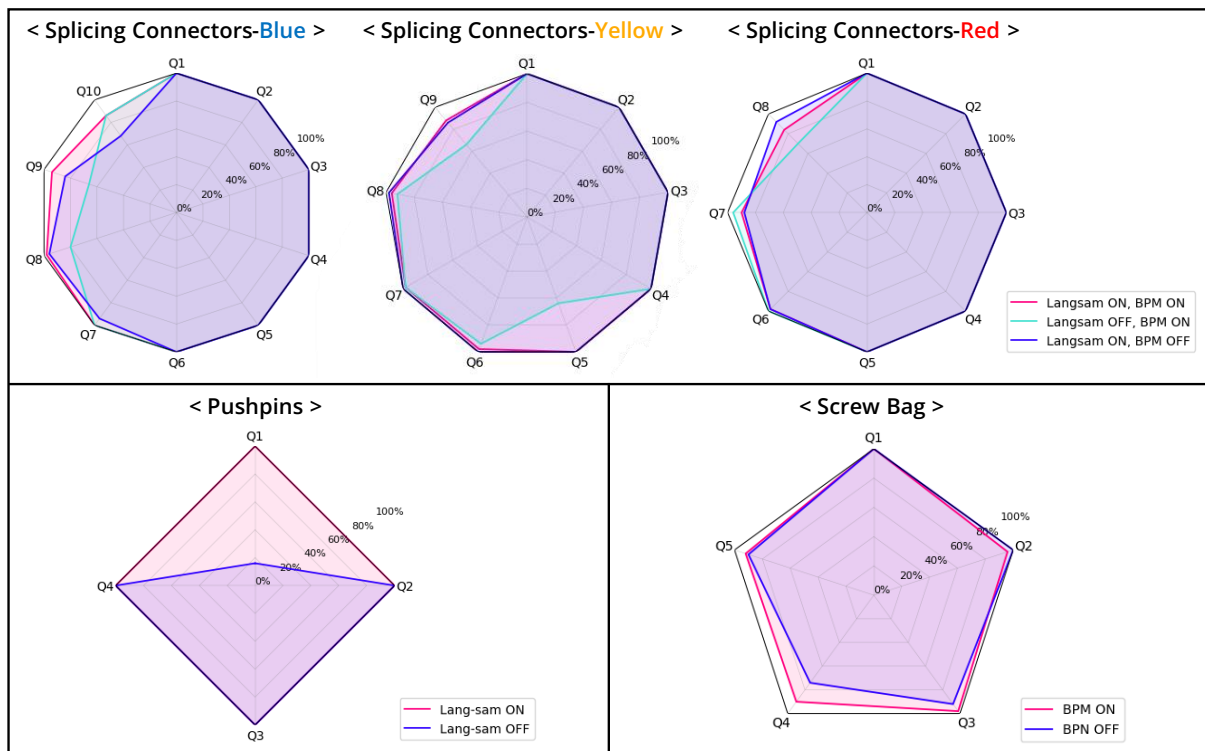 < Splicing Connectors-Blue >
Q1
Q2
Q3
Q4
Q5
Q6
Q7
Q8
Q9
Q10
0%
20%
40%
60%
80%
100%
< Splicing Connectors-Yellow >
Q1
Q2
Q3
Q4
Q5
Q6
Q7
Q8
Q9
0%
20%
40%
60%
80%
100%
< Splicing Connectors-Red >
Q1
Q2
Q3
Q4
Q5
Q6
Q7
Q8
0%
20%
40%
60%
80%
100%
Langsam ON, BPM ON
Langsam OFF, BPM ON
Langsam ON, BPM OFF
< Pushpins >
Q1
Q2
Q3
Q4
0%
20%
40%
60%
80%
100%
Lang-sam ON
Lang-sam OFF
< Screw Bag >
Q1
Q2
Q3
Q4
Q5
0%
20%
40%
60%
80%
100%
BPM ON
BPN OFF